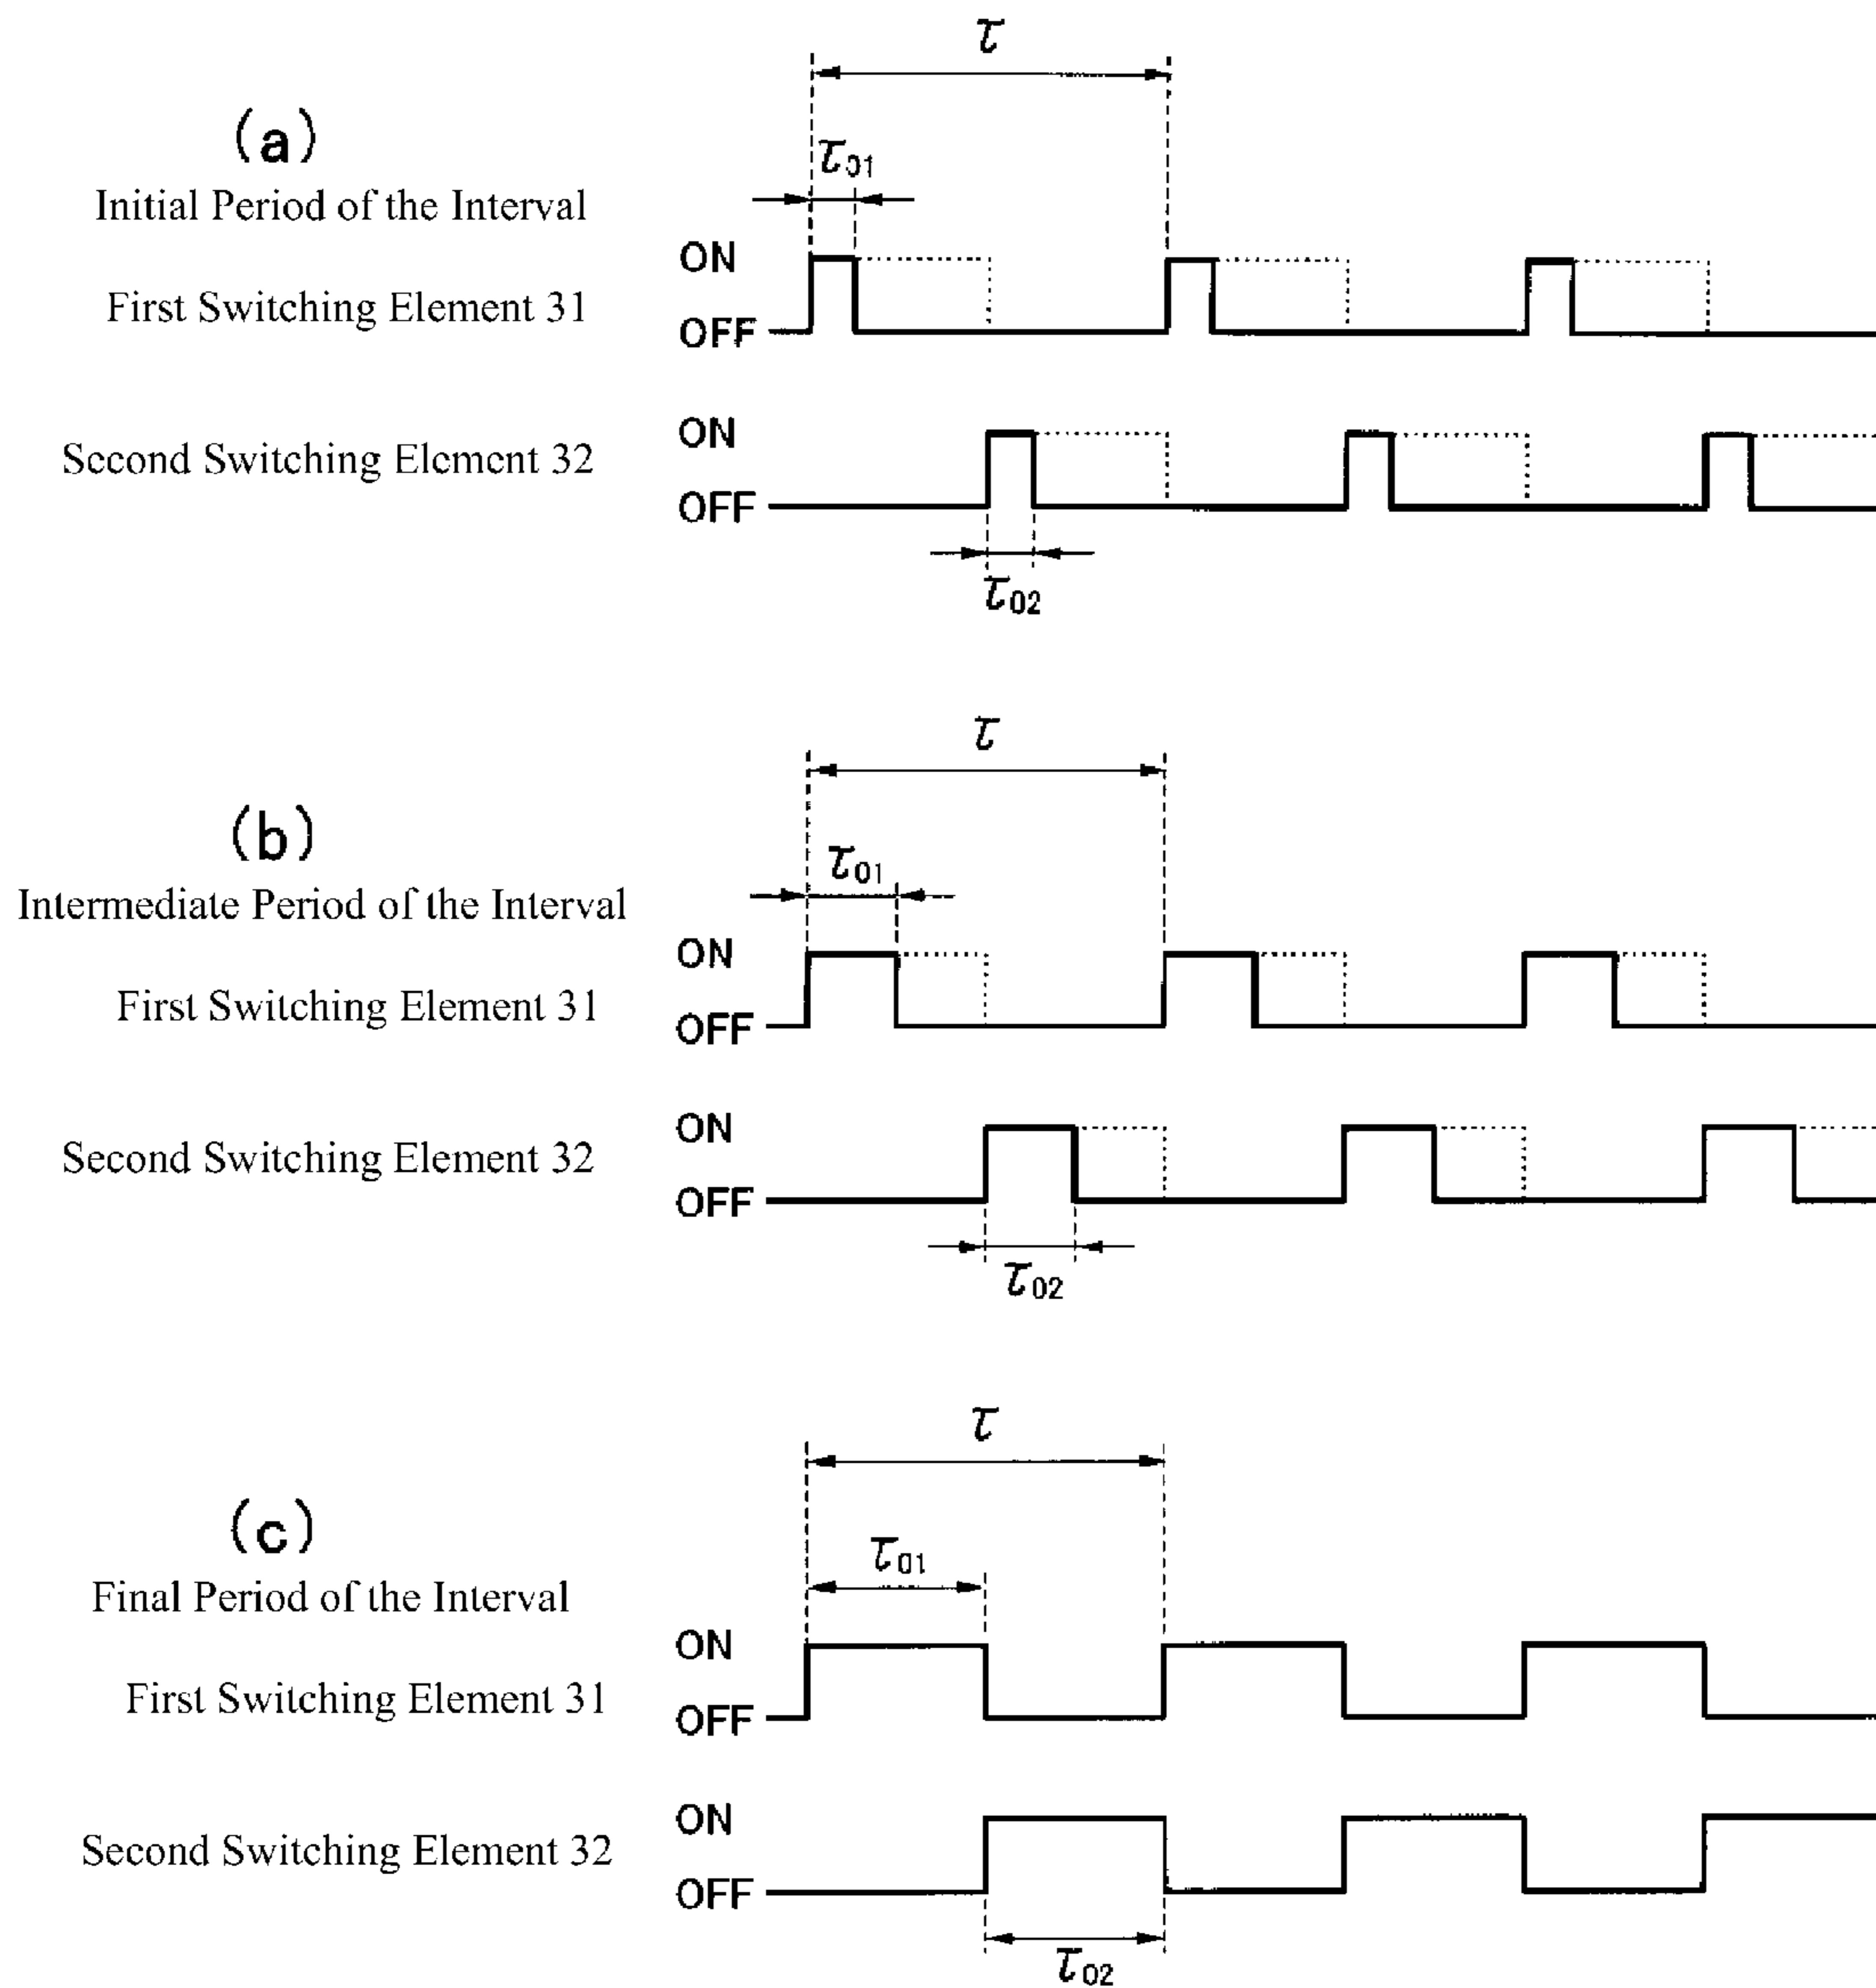 τ
(a)
τ01
Initial Period of the Interval
ON
First Switching Element 31
OFF
ON
Second Switching Element 32
OFF
τ02
τ
(b)
τ01
Intermediate Period of the Interval
ON
First Switching Element 31
OFF
ON
Second Switching Element 32
OFF
τ02
τ
(c)
τ01
Final Period of the Interval
ON
First Switching Element 31
OFF
ON
Second Switching Element 32
OFF
τ02